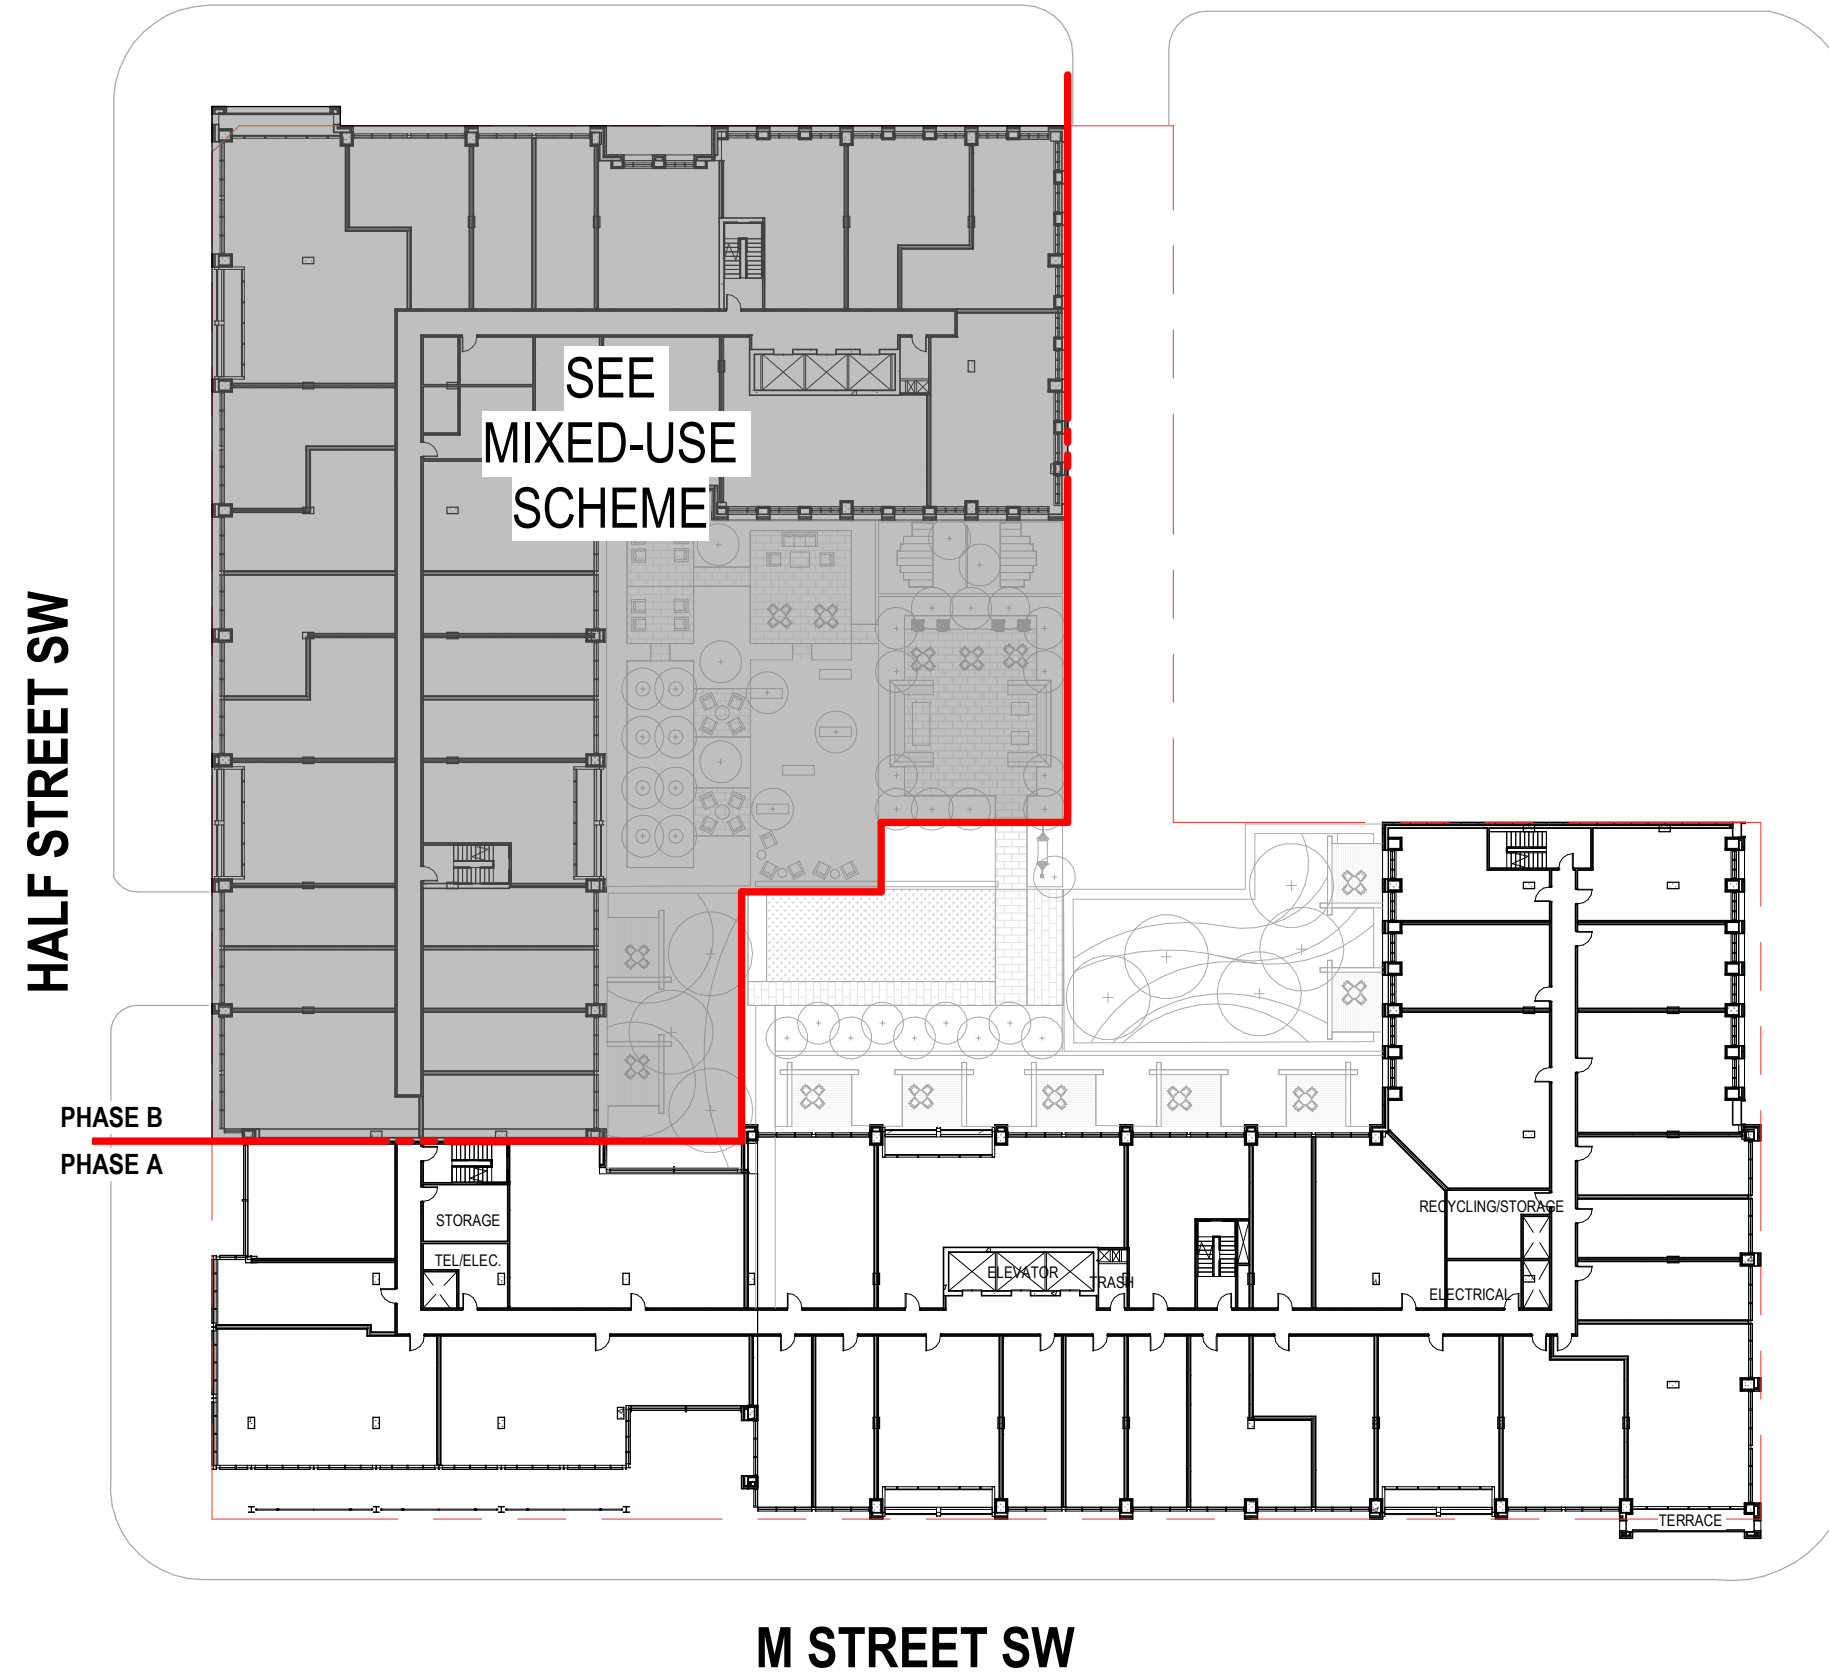 SEE
MIXED-USE
SCHEME
HALF STREET SW
PHASE B
PHASE A
STORAGE
TEL/ELEC.
ELEVATOR
TRASH
RECYCLING/STORAGE
ELECTRICAL
TERRACE
M STREET SW